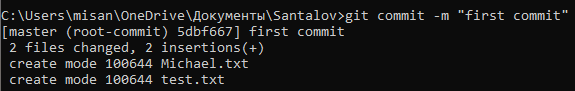 C:\Users\misan\OneDrive\Документы\Santalov>git commit -m "first commit"
[master (root-commit) 5dbf667] first commit
 2 files changed, 2 insertions(+)
 create mode 100644 Michael.txt
 create mode 100644 test.txt